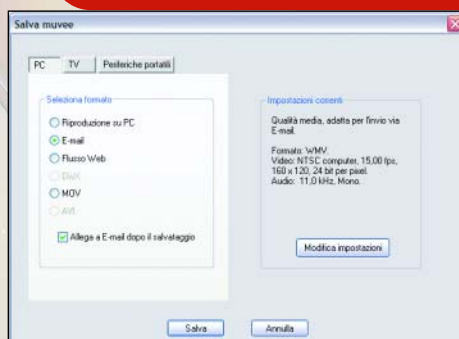 Salva muvee
PC TV Periferiche portatili
Seleziona formato
Riproduzione su PC
E-mail
Flusso Web
DivX
MOV
AVI
Allega a E-mail dopo il salvataggio
Impostazioni correnti
Qualità media, adatta per l'invio via
E-mail.
Formato: WMV.
Video: NTSC computer, 15,00 fps,
160 x 120, 24 bit per pixel.
Audio: 11,0 kHz, Mono.
Modifica impostazioni
Salva Annulla